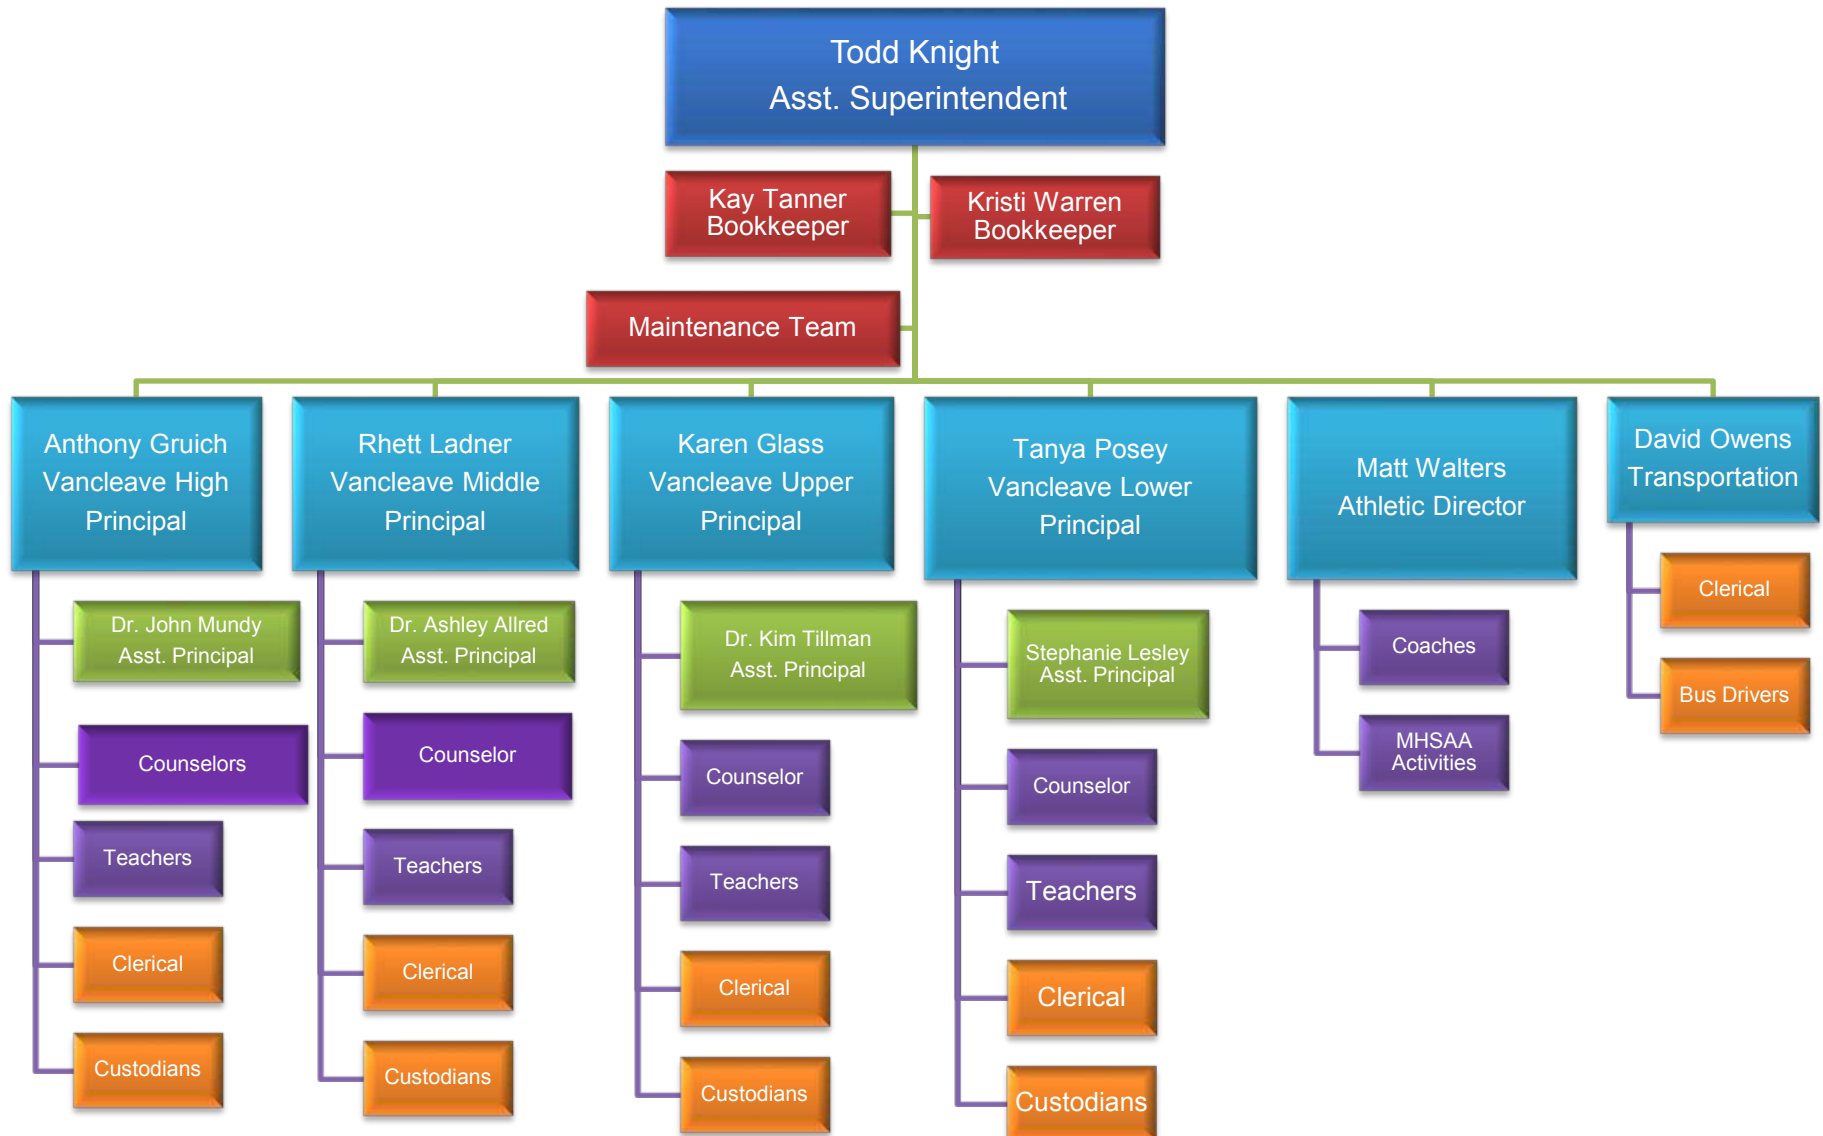 Todd Knight
Asst. Superintendent
Kay Tanner
Bookkeeper
Kristi Warren
Bookkeeper
Maintenance Team
Anthony Gruich
Vancleave High
Principal
Rhett Ladner
Vancleave Middle
Principal
Karen Glass
Vancleave Upper
Principal
Tanya Posey
Vancleave Lower
Principal
Matt Walters
Athletic Director
David Owens
Transportation
Dr. John Mundy
Asst. Principal
Counselors
Teachers
Clerical
Custodians
Dr. Ashley Allred
Asst. Principal
Counselor
Teachers
Clerical
Custodians
Dr. Kim Tillman
Asst. Principal
Counselor
Teachers
Clerical
Custodians
Stephanie Lesley
Asst. Principal
Counselor
Teachers
Clerical
Custodians
Coaches
MHSAA
Activities
Clerical
Bus Drivers